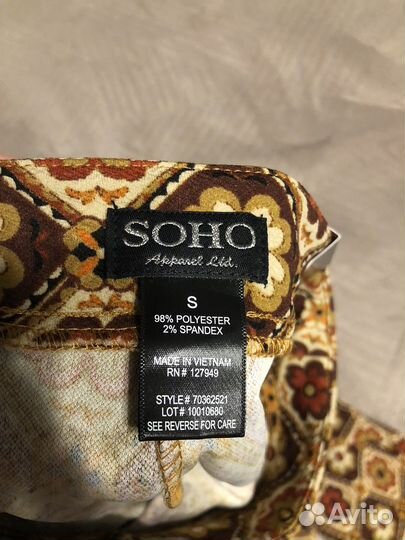 SOHO
Apparel Ltd.
S
98% POLYESTER
2% SPANDEX
MADE IN VIETNAM
RN # 127949
STYLE # 70362521
LOT # 10010680
SEE REVERSE FOR CARE
Avito